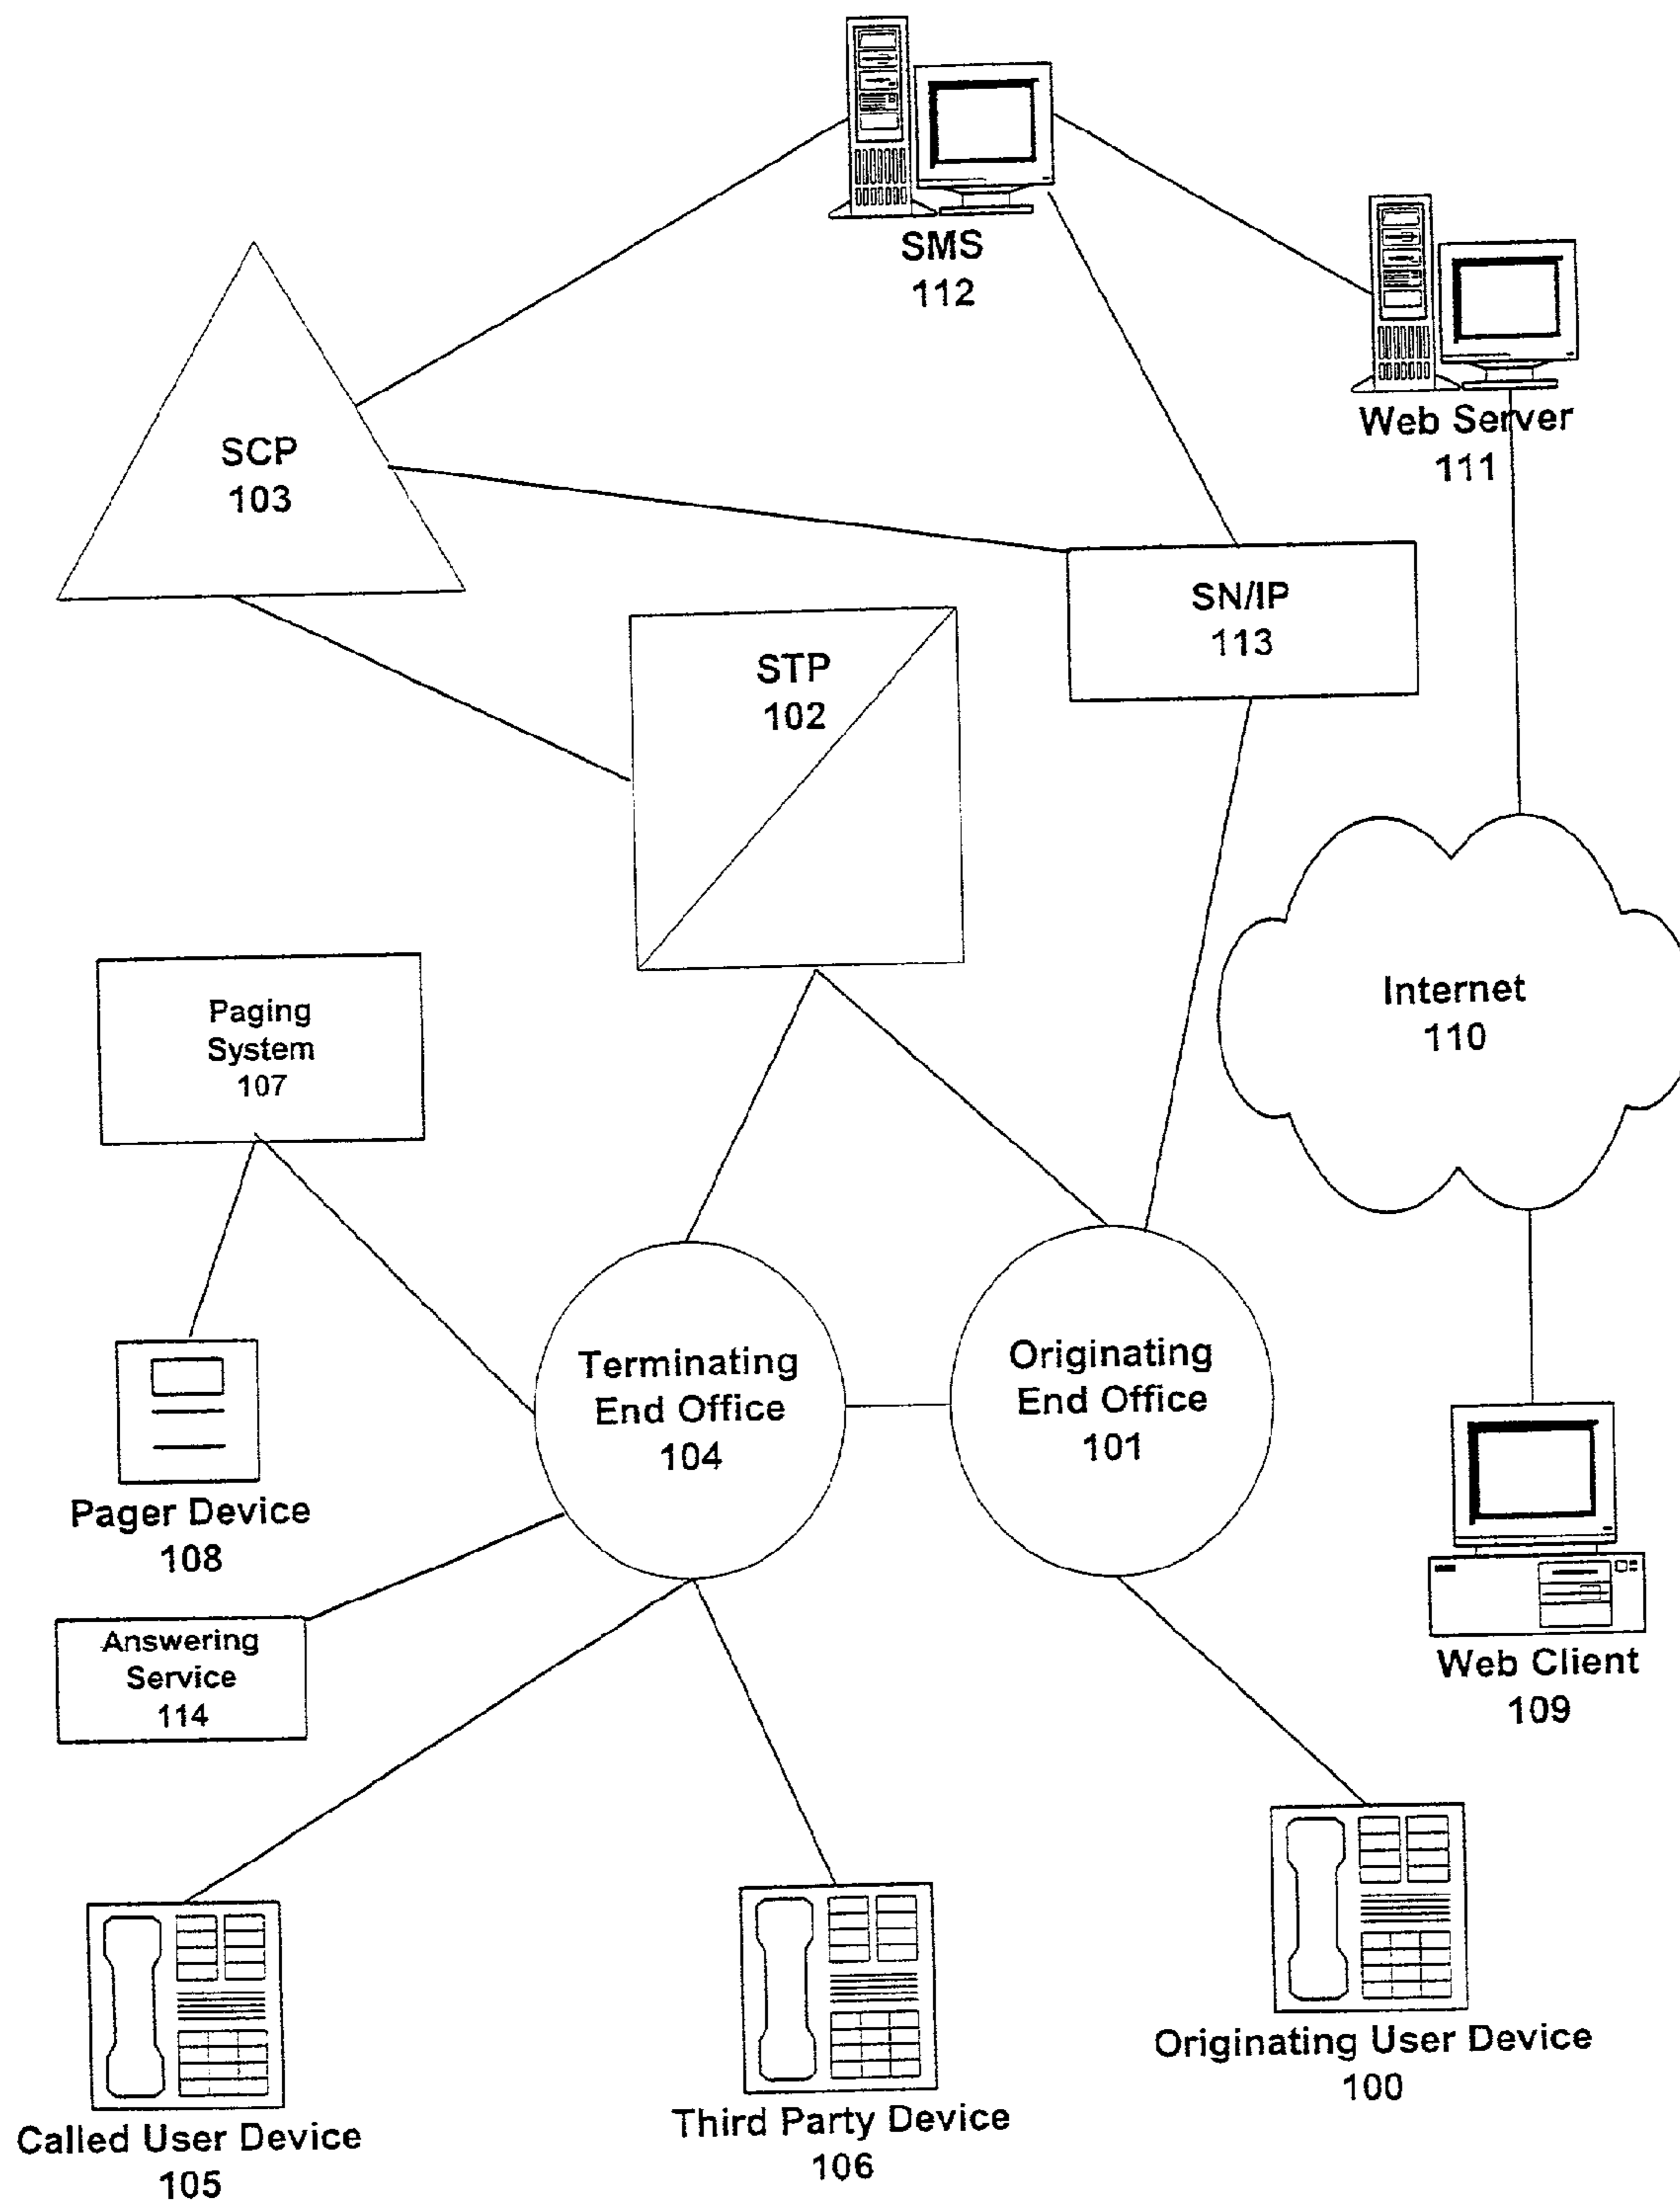 SMS
112
Web Server
111
SCP
103
SN/IP
113
STP
102
Internet
110
Paging
System
107
Terminating
End Office
104
Originating
End Office
101
Pager Device
108
Answering
Service
114
Web Client
109
Originating User Device
100
Third Party Device
106
Called User Device
105